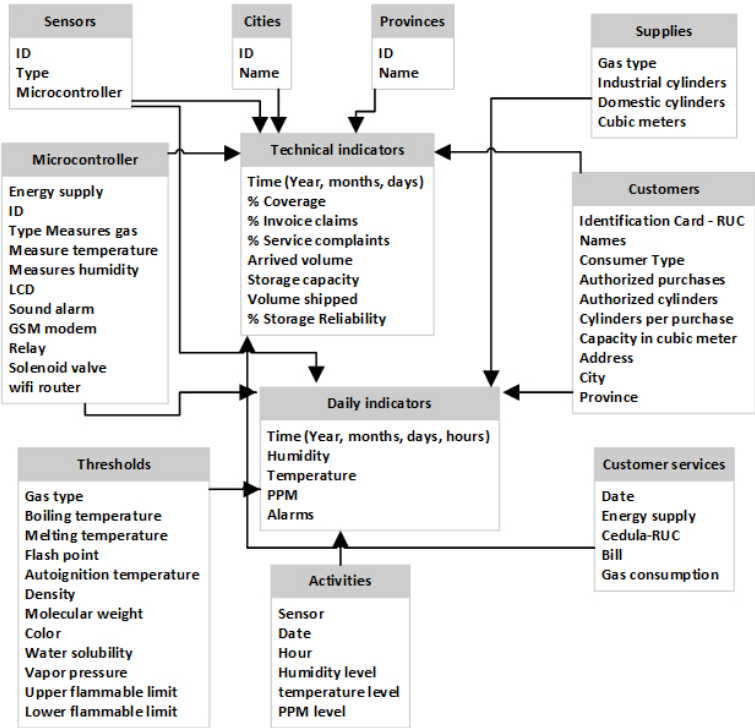 Sensors
ID
Type
Microcontroller
Cities
ID
Name
Provinces
ID
Name
Supplies
Gas type
Industrial cylinders
Domestic cylinders
Cubic meters
Microcontroller
Energy supply
ID
Type Measures gas
Measure temperature
Measures humidity
LCD
Sound alarm
GSM modem
Relay
Solenoid valve
wifi router
Technical indicators
Time (Year, months, days)
% Coverage
% Invoice claims
% Service complaints
Arrived volume
Storage capacity
Volume shipped
% Storage Reliability
Customers
Identification Card - RUC
Names
Consumer Type
Authorized purchases
Authorized cylinders
Cylinders per purchase
Capacity in cubic meter
Address
City
Province
Daily indicators
Time (Year, months, days, hours)
Humidity
Temperature
PPM
Alarms
Thresholds
Gas type
Boiling temperature
Melting temperature
Flash point
Autoignition temperature
Density
Molecular weight
Color
Water solubility
Vapor pressure
Upper flammable limit
Lower flammable limit
Activities
Sensor
Date
Hour
Humidity level
temperature level
PPM level
Customer services
Date
Energy supply
Cedula-RUC
Bill
Gas consumption